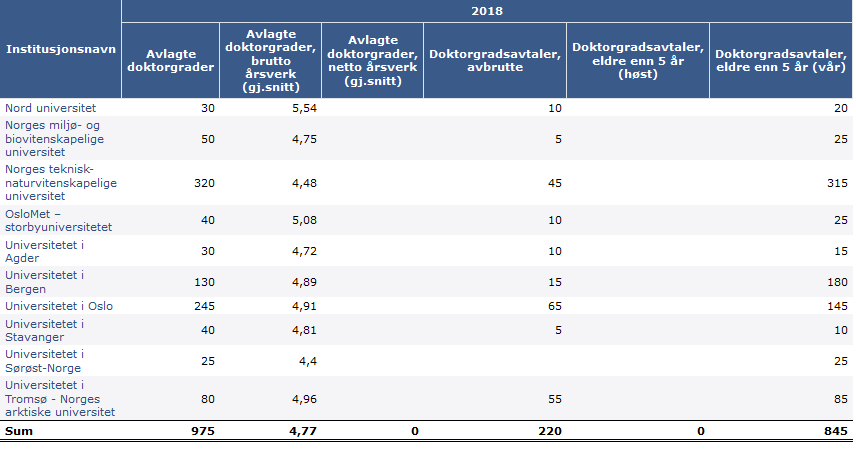 2018
Institusjonsnavn
Avlagte
doktorgrader
Avlagte
doktorgrader,
brutto
årsverk
(gj.snitt)
Avlagte
doktorgrader,
netto årsverk
(gj.snitt)
Doktorgradsavtaler,
avbrutte
Doktorgradsavtaler,
eldre enn 5 år
(høst)
Doktorgradsavtaler,
eldre enn 5 år (vår)
Nord universitet 30 5,54 10 20
Norges miljø- og
biovitenskapelige 50 4,75 5 25
universitet
Norges teknisk-
naturvitenskapelige 320 4,48 45 315
universitet
OsloMet –
storbyuniversitetet 40 5,08 10 25
Universitetet i
Agder 30 4,72 10 15
Universitetet i
Bergen 130 4,89 15 180
Universitetet i Oslo 245 4,91 65 145
Universitetet i
Stavanger 40 4,81 5 10
Universitetet i
Sørøst-Norge 25 4,4 25
Universitetet i
Tromsø - Norges 80 4,96 55 85
arktiske universitet
Sum 975 4,77 0 220 0 845